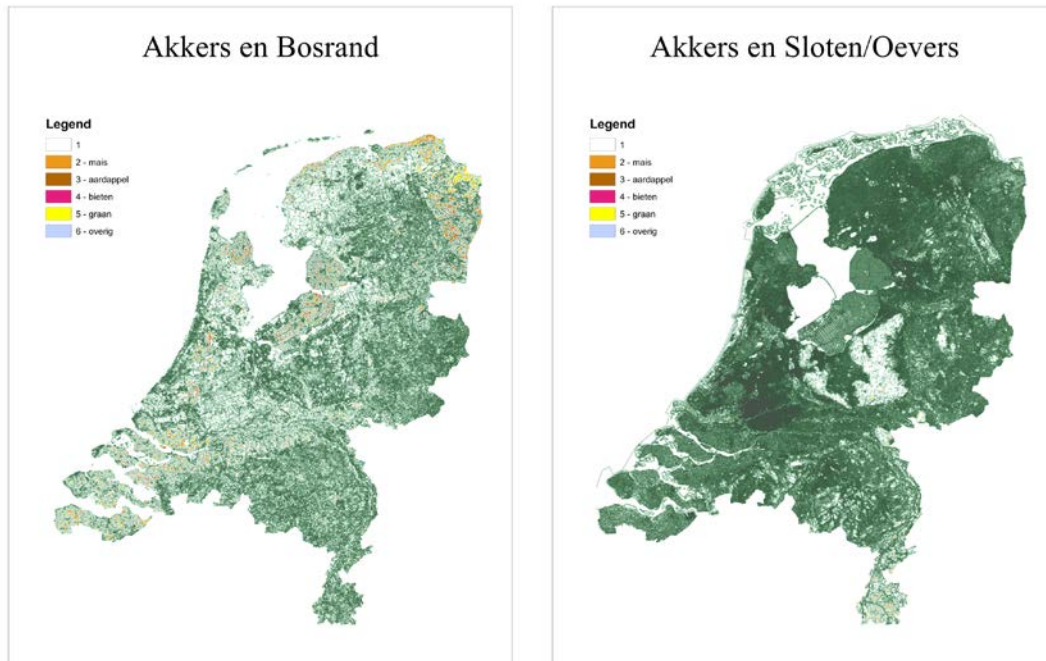 Akkers en Bosrand
Legend
1
2 - mais
3 - aardappel
4 - bieten
5 - graan
6 - overig
Akkers en Sloten/Oevers
Legend
1
2 - mais
3 - aardappel
4 - bieten
5 - graan
6 - overig